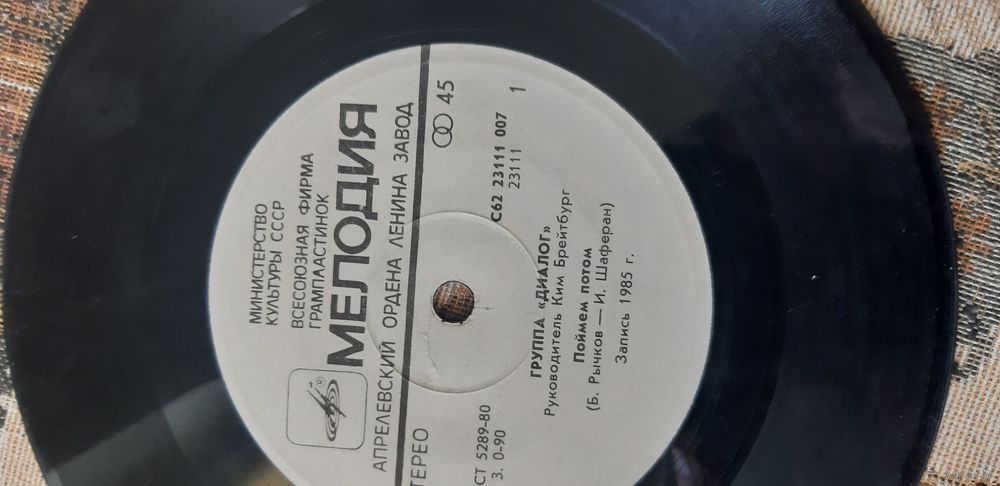 МИНИСТЕРСТВО
КУЛЬТУРЫ СССР
ВСЕСОЮЗНАЯ ФИРМА
ГРАМПЛАСТИНОК
МЕЛОДИЯ
®
АПРЕЛЕВСКИЙ ОРДЕНА ЛЕНИНА ЗАВОД
ТЕРЕО 45
СТ 5289-80 С62 23111 007
3. 0-90 23111 1
ГРУППА «ДИАЛОГ»
Руководитель Ким Брейтбург
Поймем потом
(Б. Рычков — И. Шаферан)
Запись 1985 г.